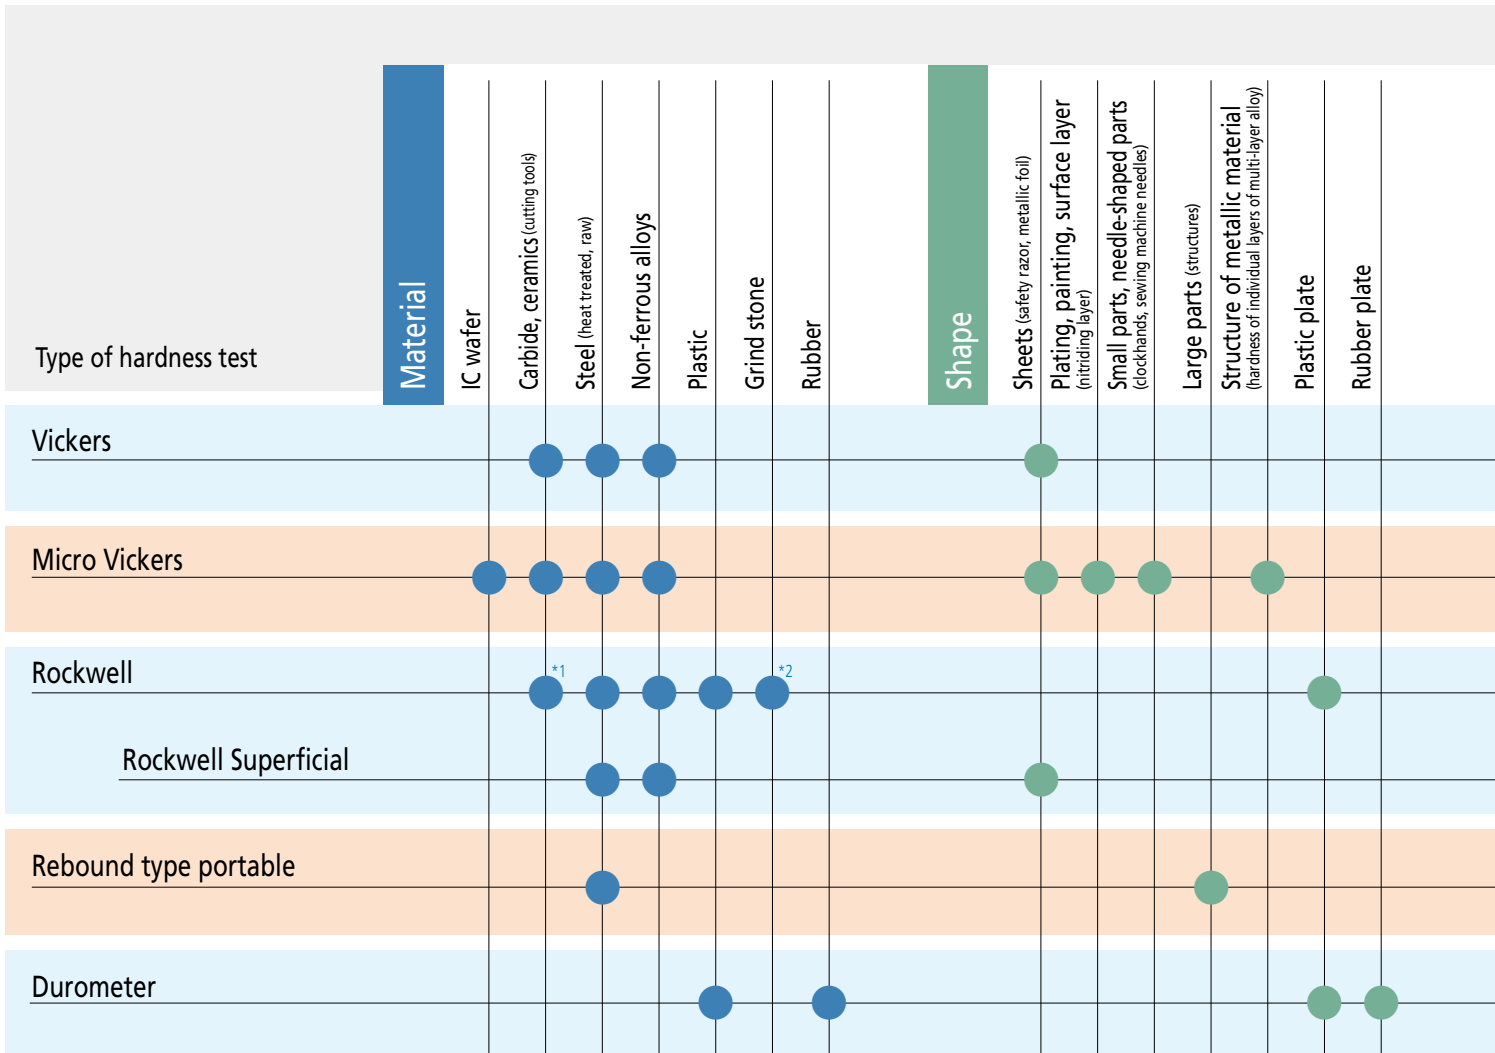 Type of hardness test
Material
IC wafer
Carbide, ceramics (cutting tools)
Steel (heat treated, raw)
Non-ferrous alloys
Plastic
Grind stone
Rubber
Shape
Sheets (safety razor, metallic foil)
Plating, painting, surface layer
(nitriding layer)
Small parts, needle-shaped parts
(clockhands, sewing machine needles)
Large parts (structures)
Structure of metallic material
(hardness of individual layers of multi-layer alloy)
Plastic plate
Rubber plate
Vickers
Micro Vickers
Rockwell
*1
*2
Rockwell Superficial
Rebound type portable
Durometer